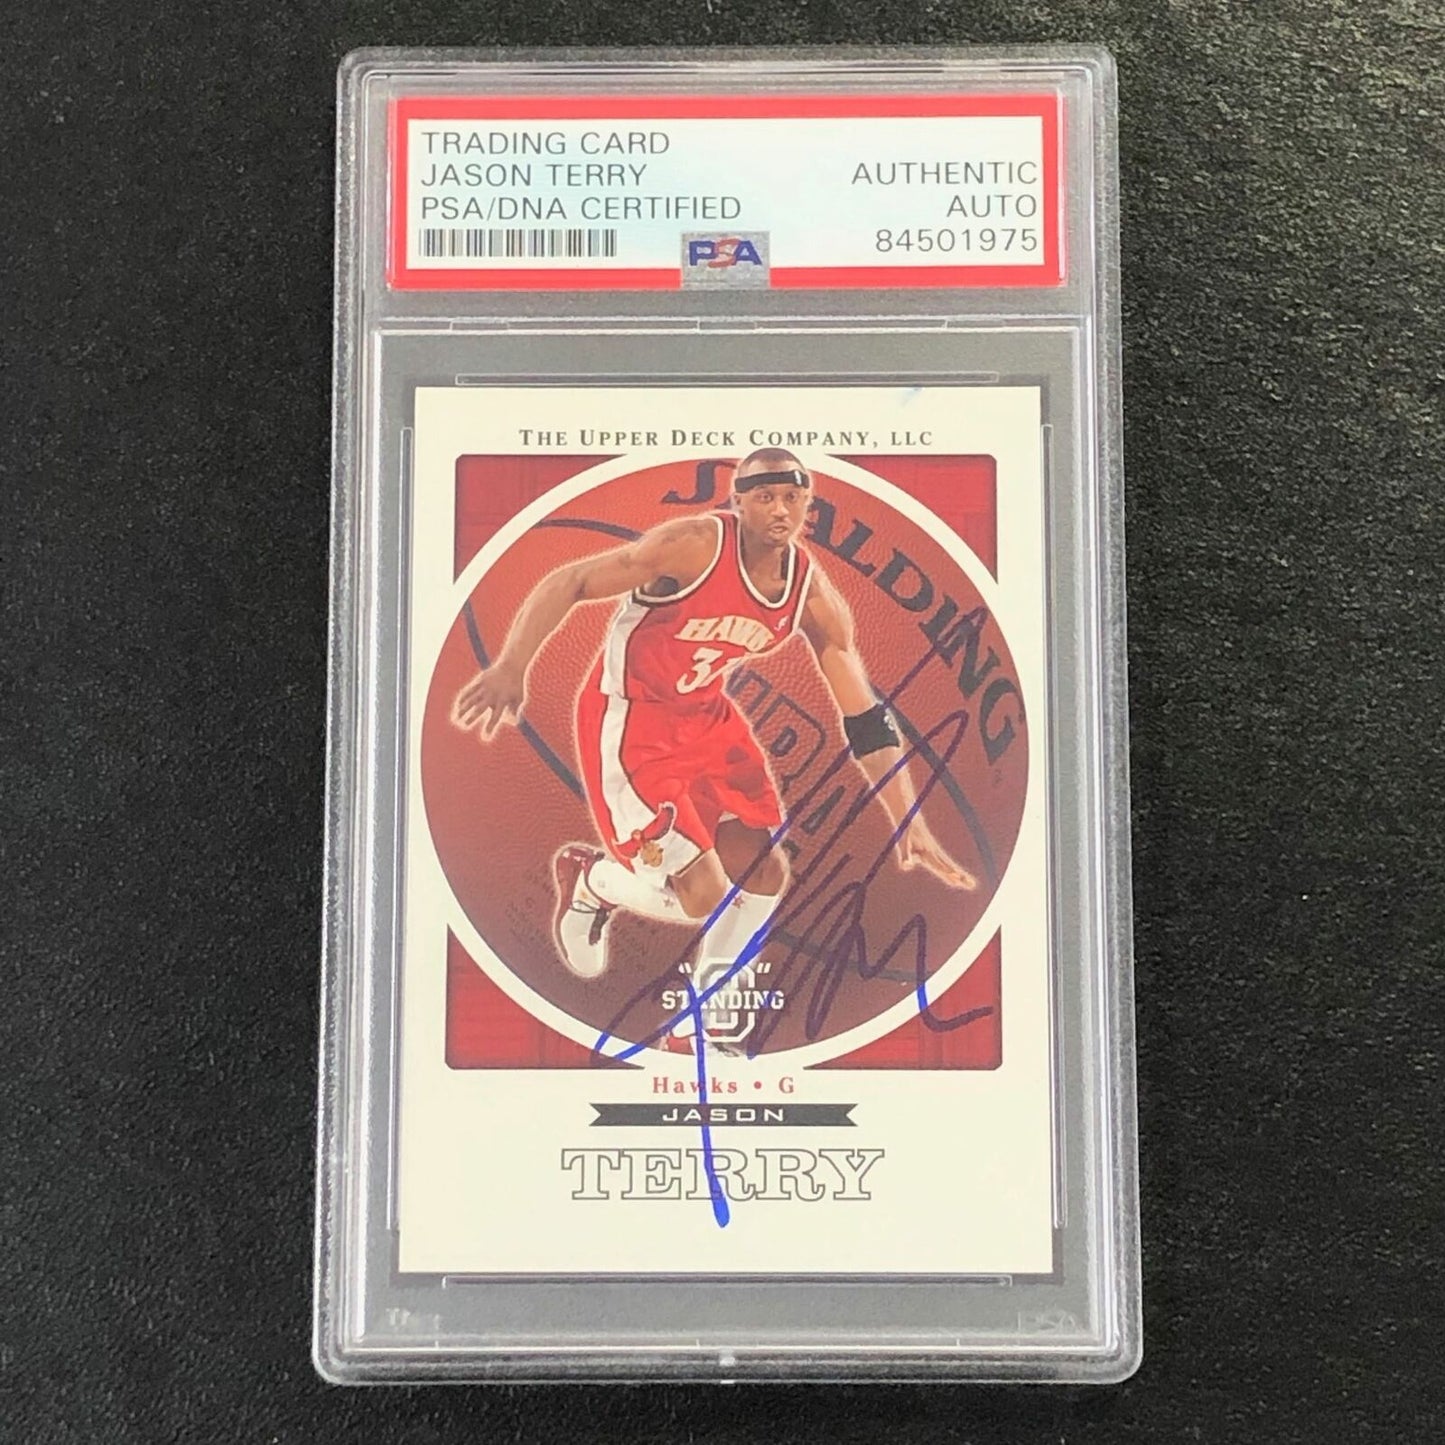 TRADING CARD
JASON TERRY
PSA/DNA CERTIFIED
AUTHENTIC
AUTO
84501975
PSA
THE UPPER DECK COMPANY, LLC
SPALDING
HAWKS
31
"O"
STANDING
Hawks • G
JASON
TERRY